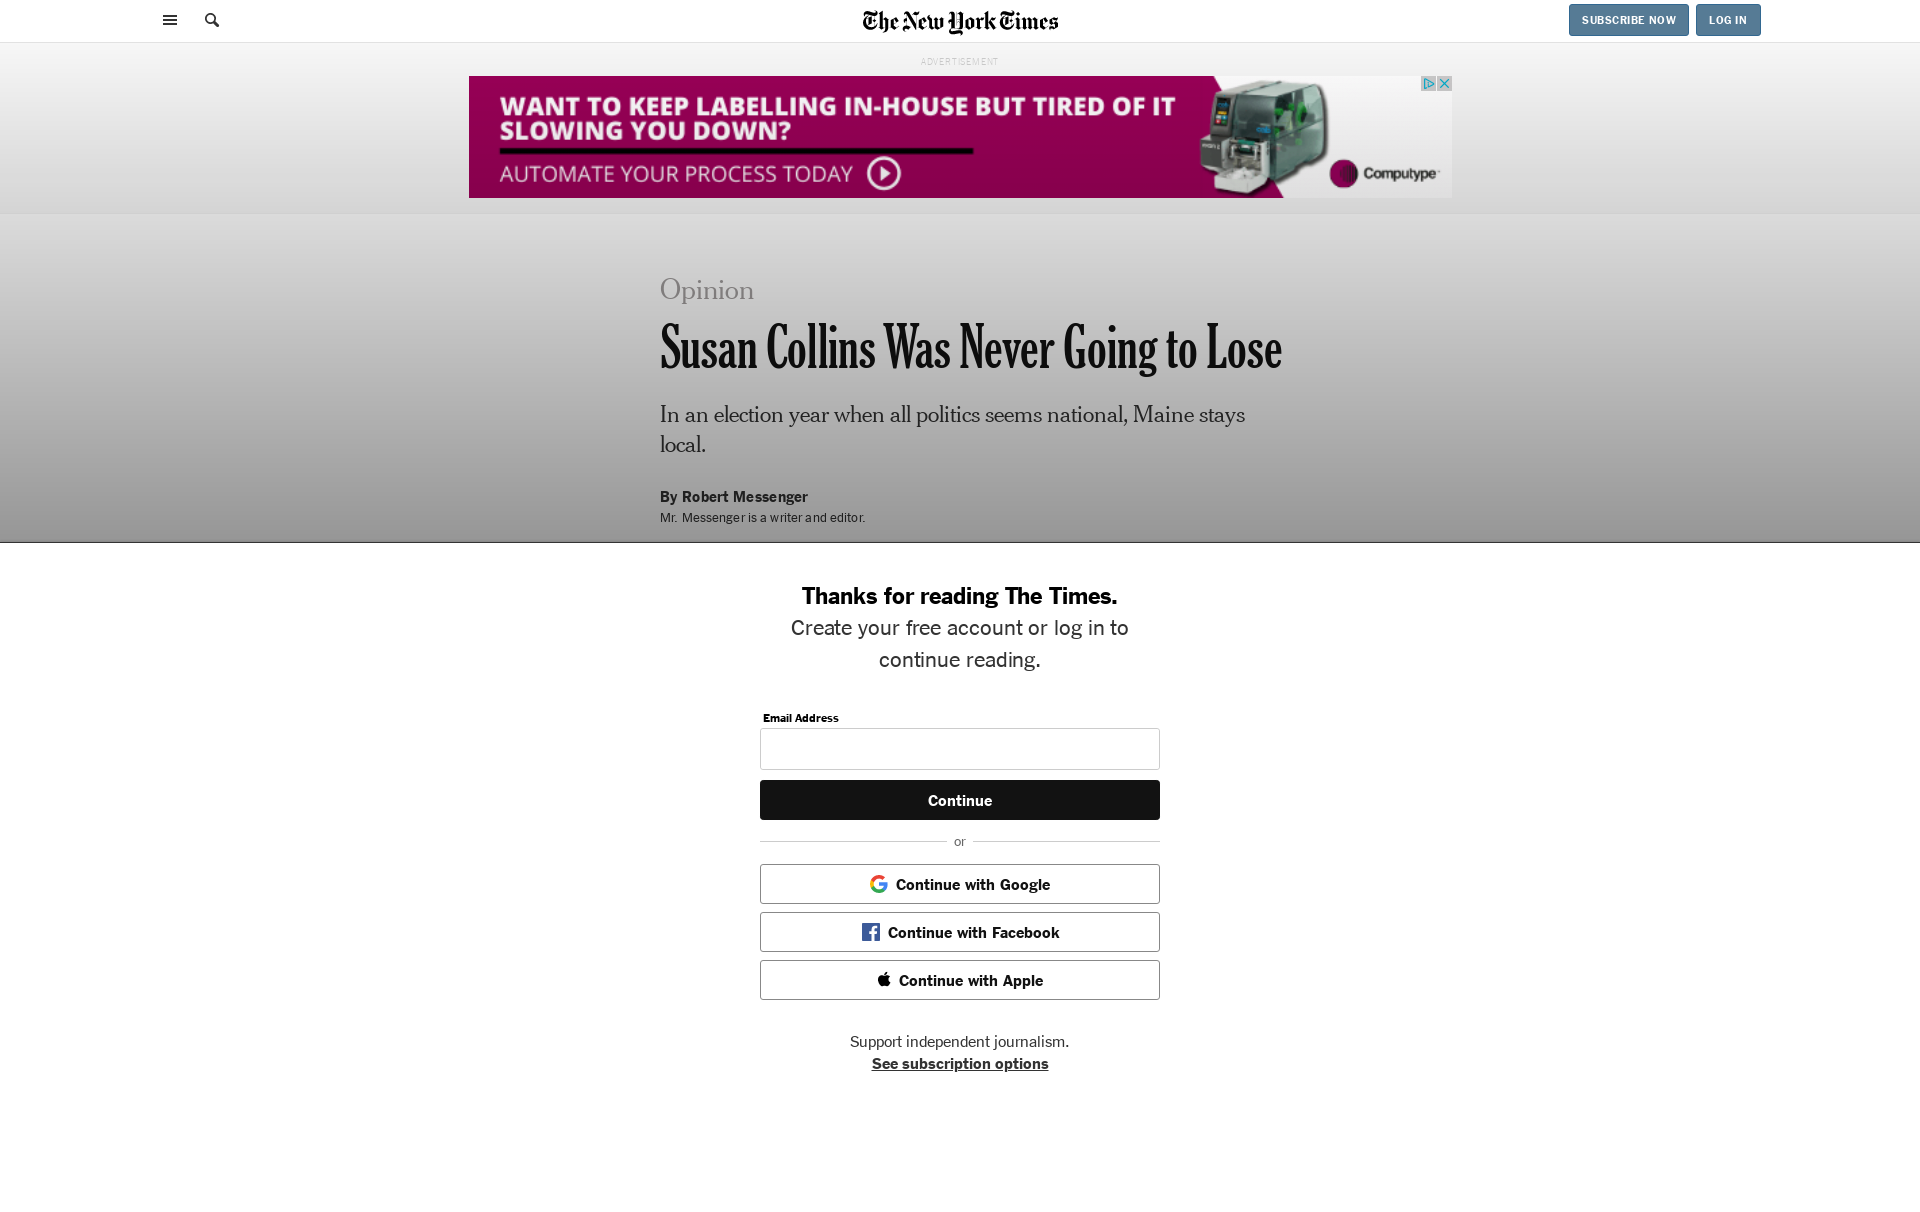 The New York Times
SUBSCRIBE NOW
LOG IN
ADVERTISEMENT
WANT TO KEEP LABELLING IN-HOUSE BUT TIRED OF IT
SLOWING YOU DOWN?
AUTOMATE YOUR PROCESS TODAY
Computype
Opinion
Susan Collins Was Never Going to Lose
In an election year when all politics seems national, Maine stays
local.
By Robert Messenger
Mr. Messenger is a writer and editor.
Thanks for reading The Times.
Create your free account or log in to
continue reading.
Email Address
Continue
or
Continue with Google
Continue with Facebook
Continue with Apple
Support independent journalism.
See subscription options